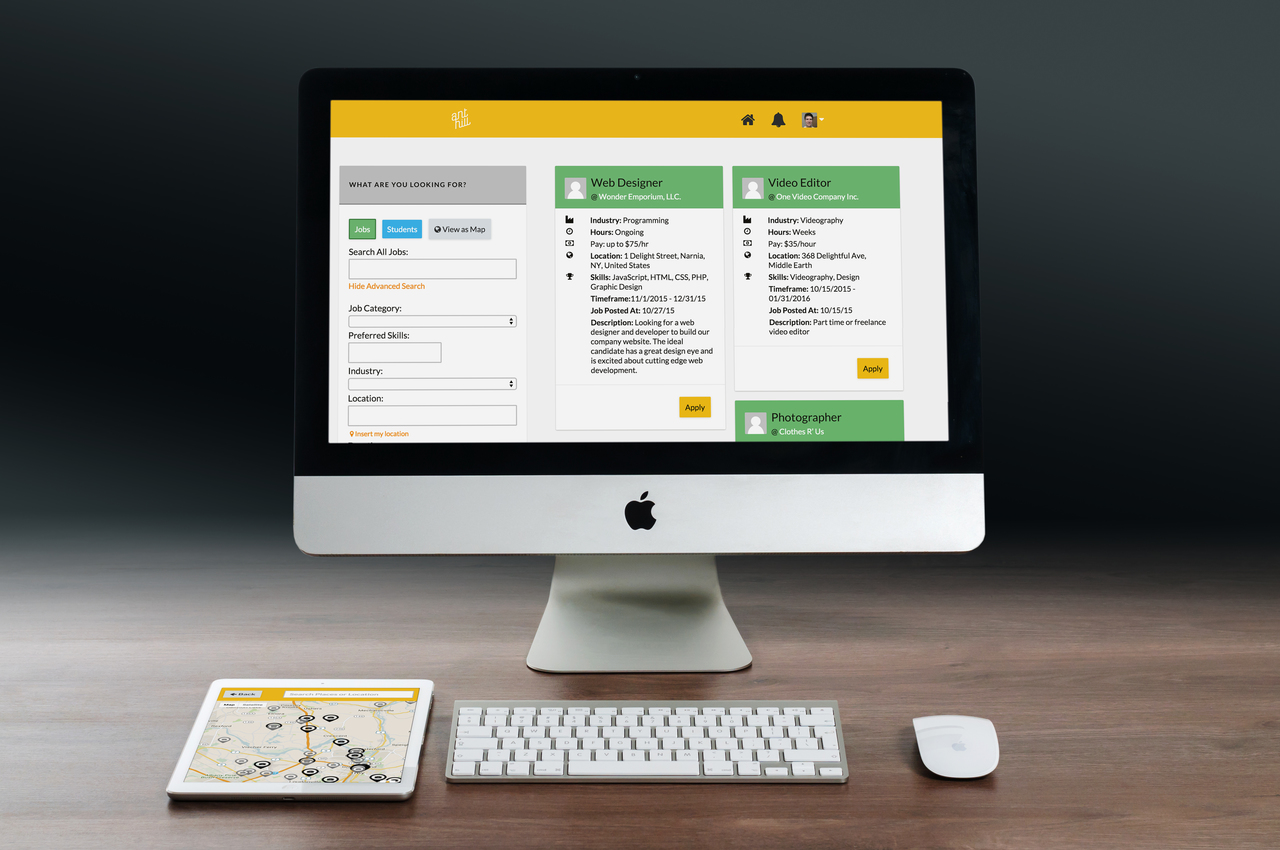 ant
hill
WHAT ARE YOU LOOKING FOR?
Jobs
Students
View as Map
Search All Jobs:
Hide Advanced Search
Job Category:
Preferred Skills:
Industry:
Location:
Insert my location
Web Designer
@ Wonder Emporium, LLC.
Industry: Programming
Hours: Ongoing
Pay: up to $75/hr
Location: 1 Delight Street, Narnia,
NY, United States
Skills: JavaScript, HTML, CSS, PHP,
Graphic Design
Timeframe:11/1/2015 - 12/31/15
Job Posted At: 10/27/15
Description: Looking for a web
designer and developer to build our
company website. The ideal
candidate has a great design eye and
is excited about cutting edge web
development.
Apply
Video Editor
@ One Video Company Inc.
Industry: Videography
Hours: Weeks
Pay: $35/hour
Location: 368 Delightful Ave,
Middle Earth
Skills: Videography, Design
Timeframe: 10/15/2015 -
01/31/2016
Job Posted At: 10/15/15
Description: Part time or freelance
video editor
Apply
Photographer
@ Clothes R' Us
Back
Search Places or Location
Map